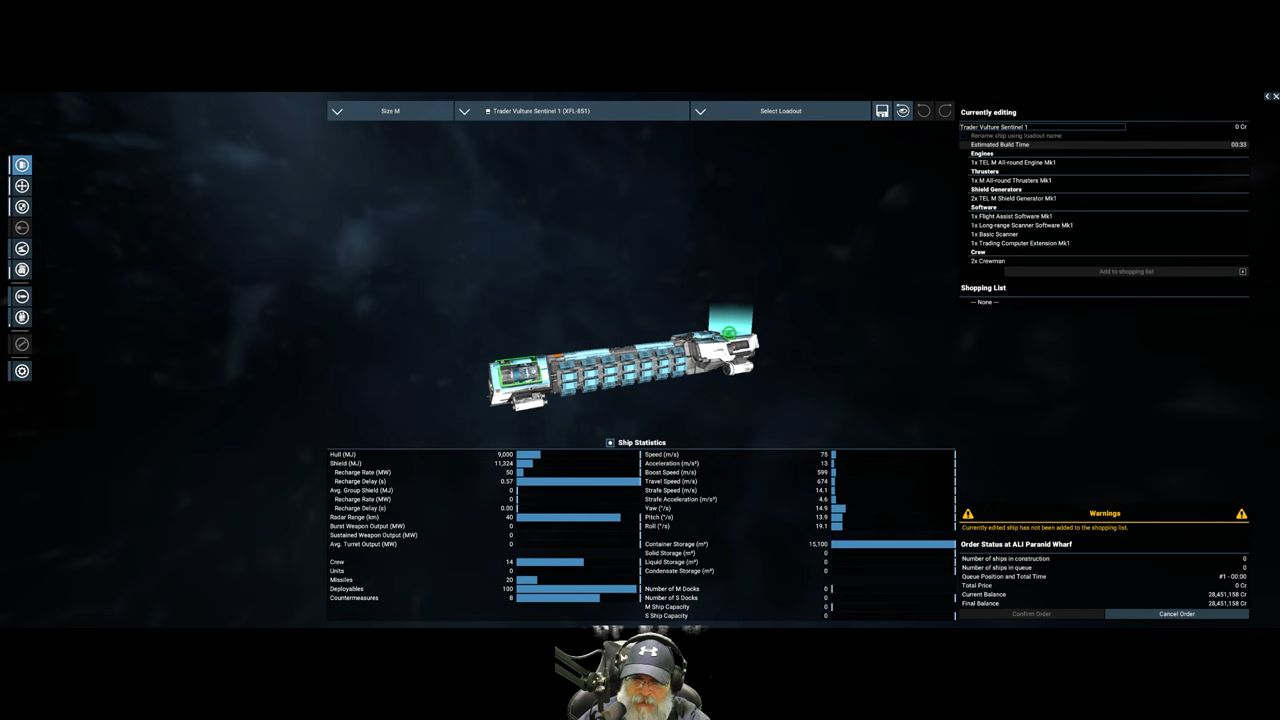 Size M
Trader Vulture Sentinel 1 (XFL-851)
Select Loadout
Currently editing
Trader Vulture Sentinel 1
0 Cr
Rename ship using loadout name
Estimated Build Time
00:33
Engines
1x TEL M All-round Engine Mk1
Thrusters
1x M All-round Thrusters Mk1
Shield Generators
2x TEL M Shield Generator Mk1
Software
1x Flight Assist Software Mk1
1x Long-range Scanner Software Mk1
1x Basic Scanner
1x Trading Computer Extension Mk1
Crew
2x Crewman
Add to shopping list
Shopping List
— None —
Ship Statistics
Hull (MJ) 9,000
Shield (MJ) 11,324
Recharge Rate (MW) 50
Recharge Delay (s) 0.57
Avg. Group Shield (MJ) 0
Recharge Rate (MW) 0
Recharge Delay (s) 0.00
Radar Range (km) 40
Burst Weapon Output (MW) 0
Sustained Weapon Output (MW) 0
Avg. Turret Output (MW) 0
Crew 14
Units 0
Missiles 20
Deployables 100
Countermeasures 8
Speed (m/s) 75
Acceleration (m/s²) 13
Boost Speed (m/s) 599
Travel Speed (m/s) 674
Strafe Speed (m/s) 14.1
Strafe Acceleration (m/s²) 4.6
Yaw (°/s) 14.9
Pitch (°/s) 13.9
Roll (°/s) 19.1
Container Storage (m³) 15,100
Solid Storage (m³) 0
Liquid Storage (m³) 0
Condensate Storage (m³) 0
Number of M Docks 0
Number of S Docks 0
M Ship Capacity 0
S Ship Capacity 0
Warnings
Currently edited ship has not been added to the shopping list.
Order Status at ALI Paranid Wharf
Number of ships in construction 0
Number of ships in queue 0
Queue Position and Total Time #1 - 00:00
Total Price 0 Cr
Current Balance 28,451,158 Cr
Final Balance 28,451,158 Cr
Confirm Order
Cancel Order